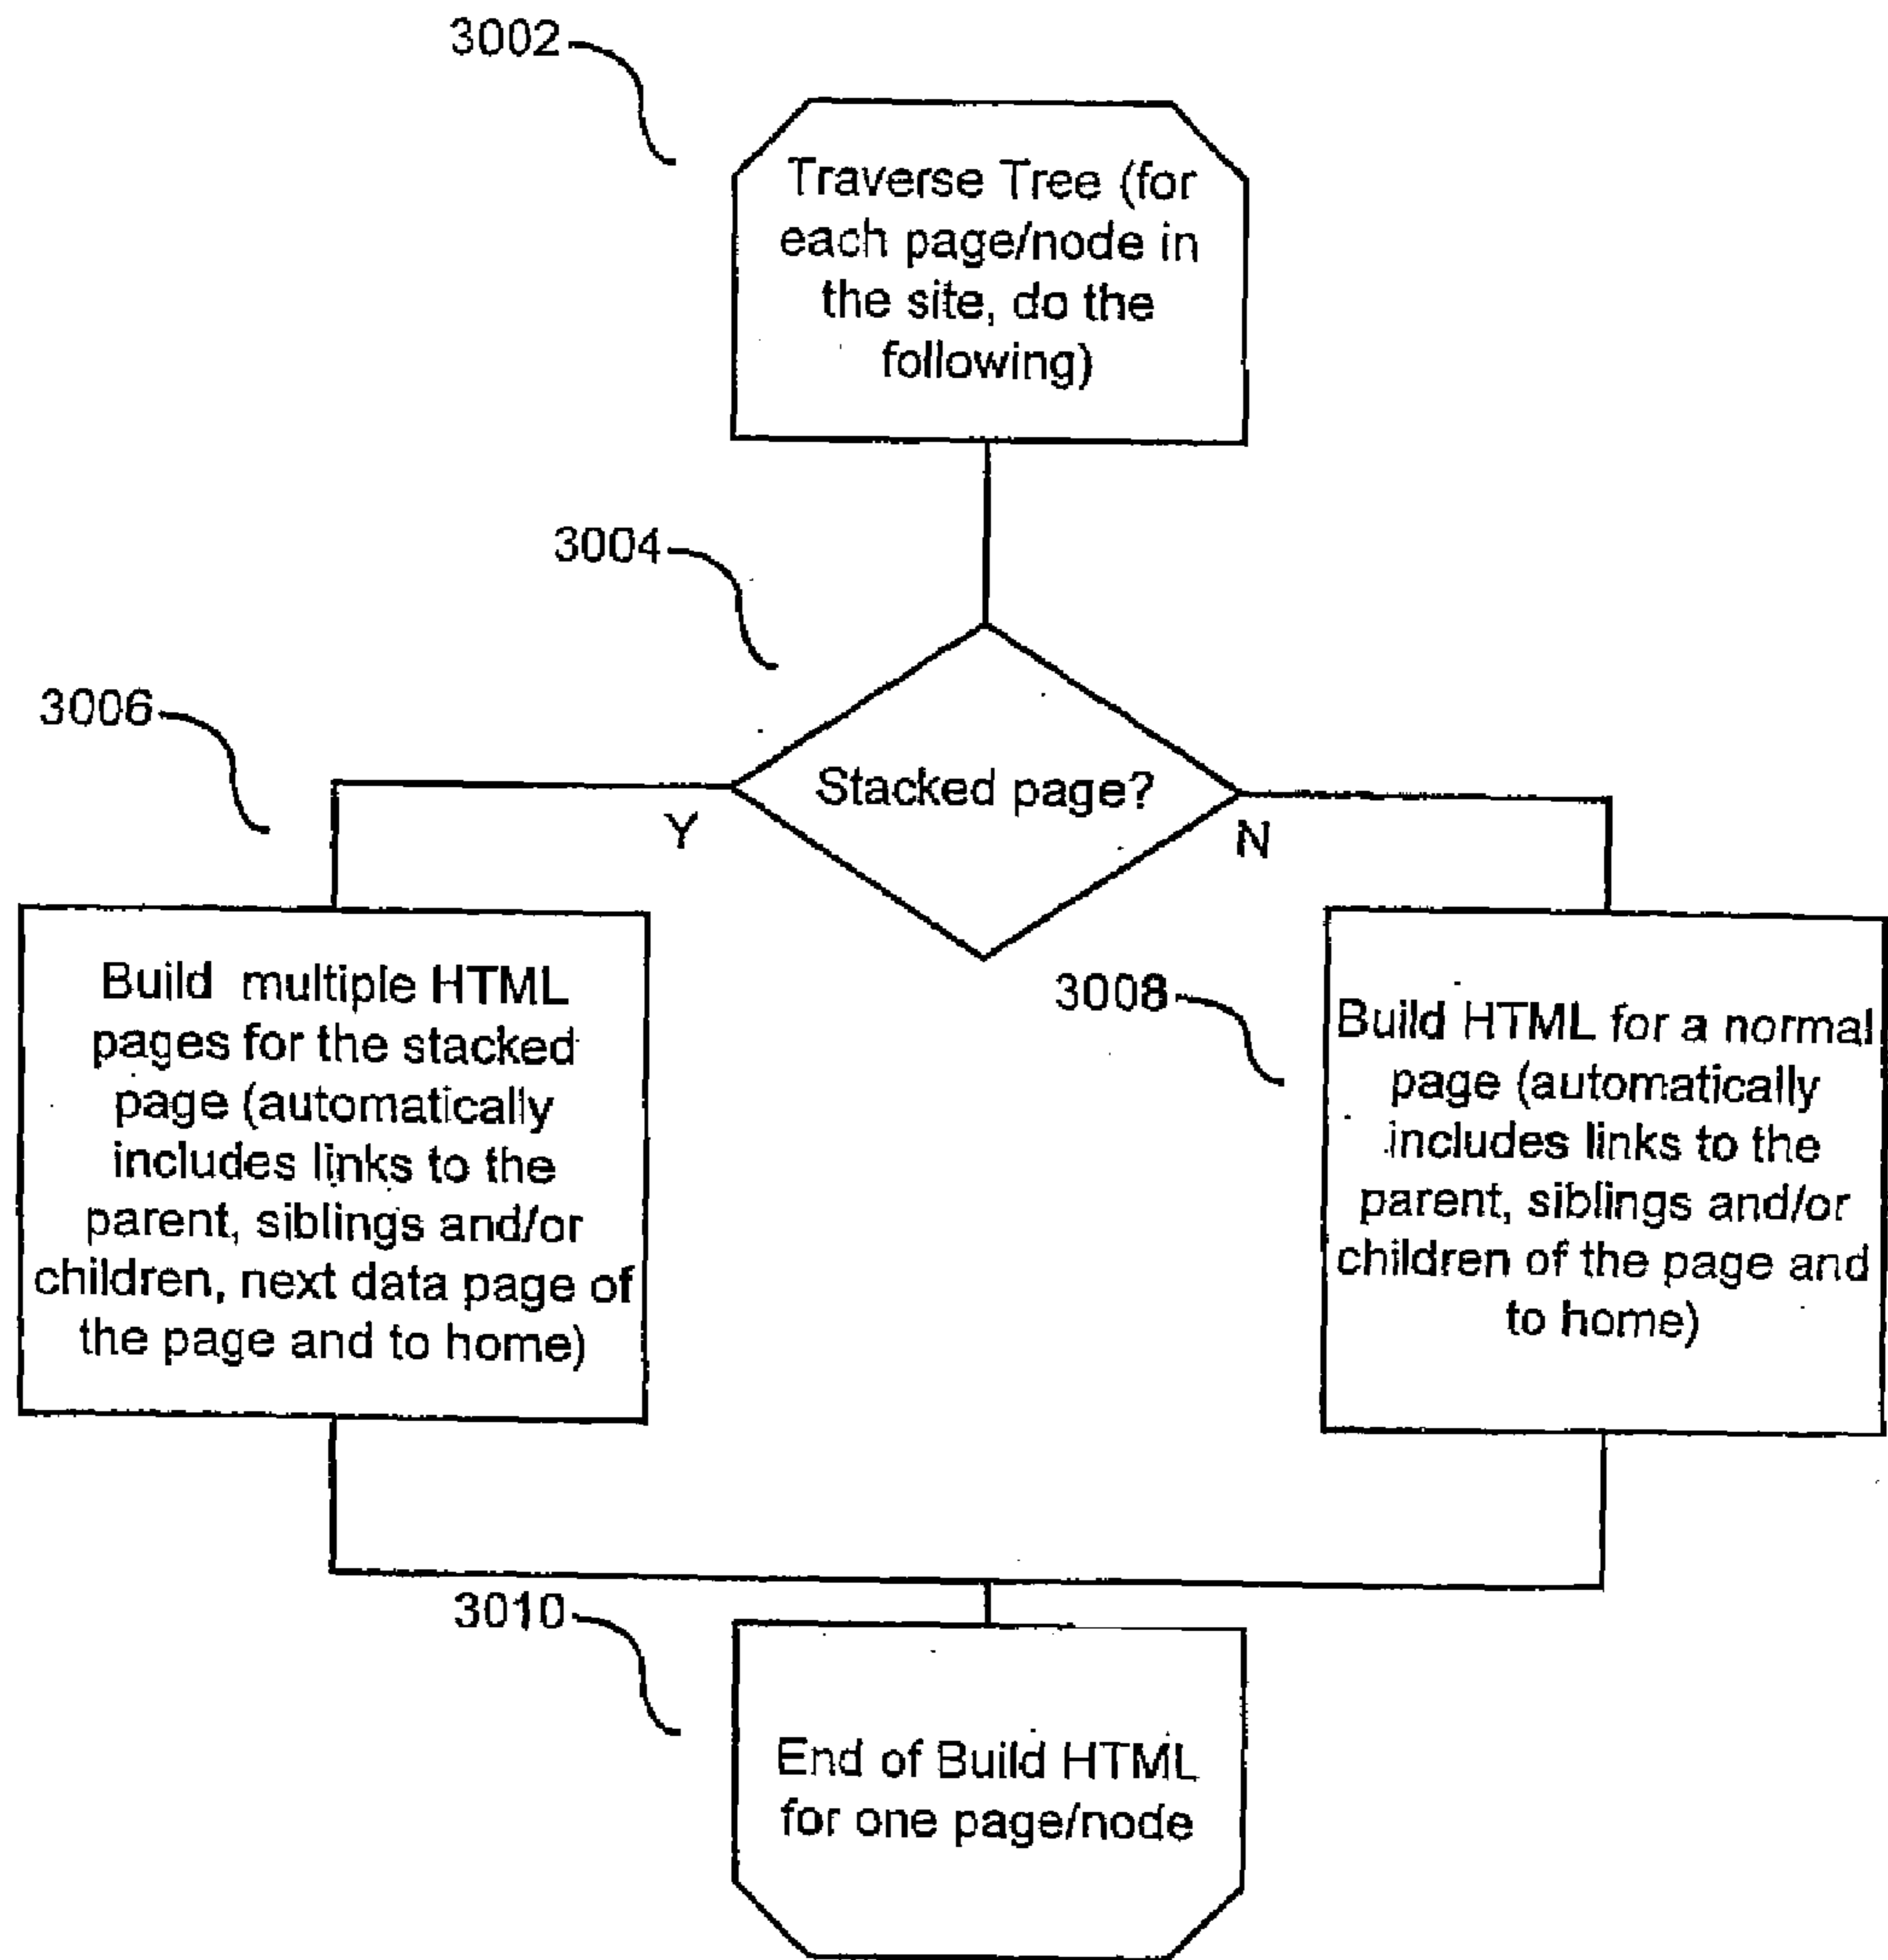 3002
Traverse Tree (for
each page/node in
the site, do the
following)
3004
Stacked page?
Y
N
3006
Build multiple HTML
pages for the stacked
page (automatically
includes links to the
parent, siblings and/or
children, next data page of
the page and to home)
3008
Build HTML for a normal
page (automatically
includes links to the
parent, siblings and/or
children of the page and
to home)
3010
End of Build HTML
for one page/node